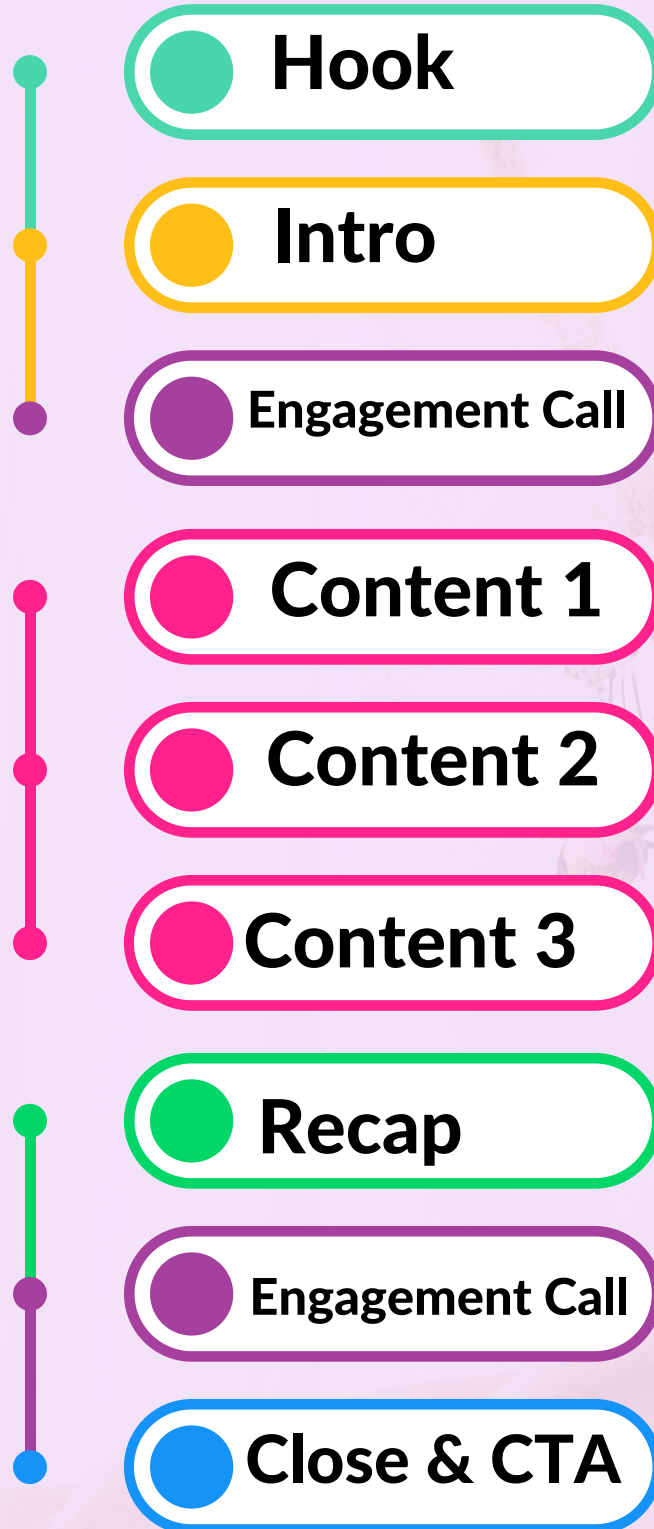 Hook
Intro
Engagement Call
Content 1
Content 2
Content 3
Recap
Engagement Call
Close & CTA